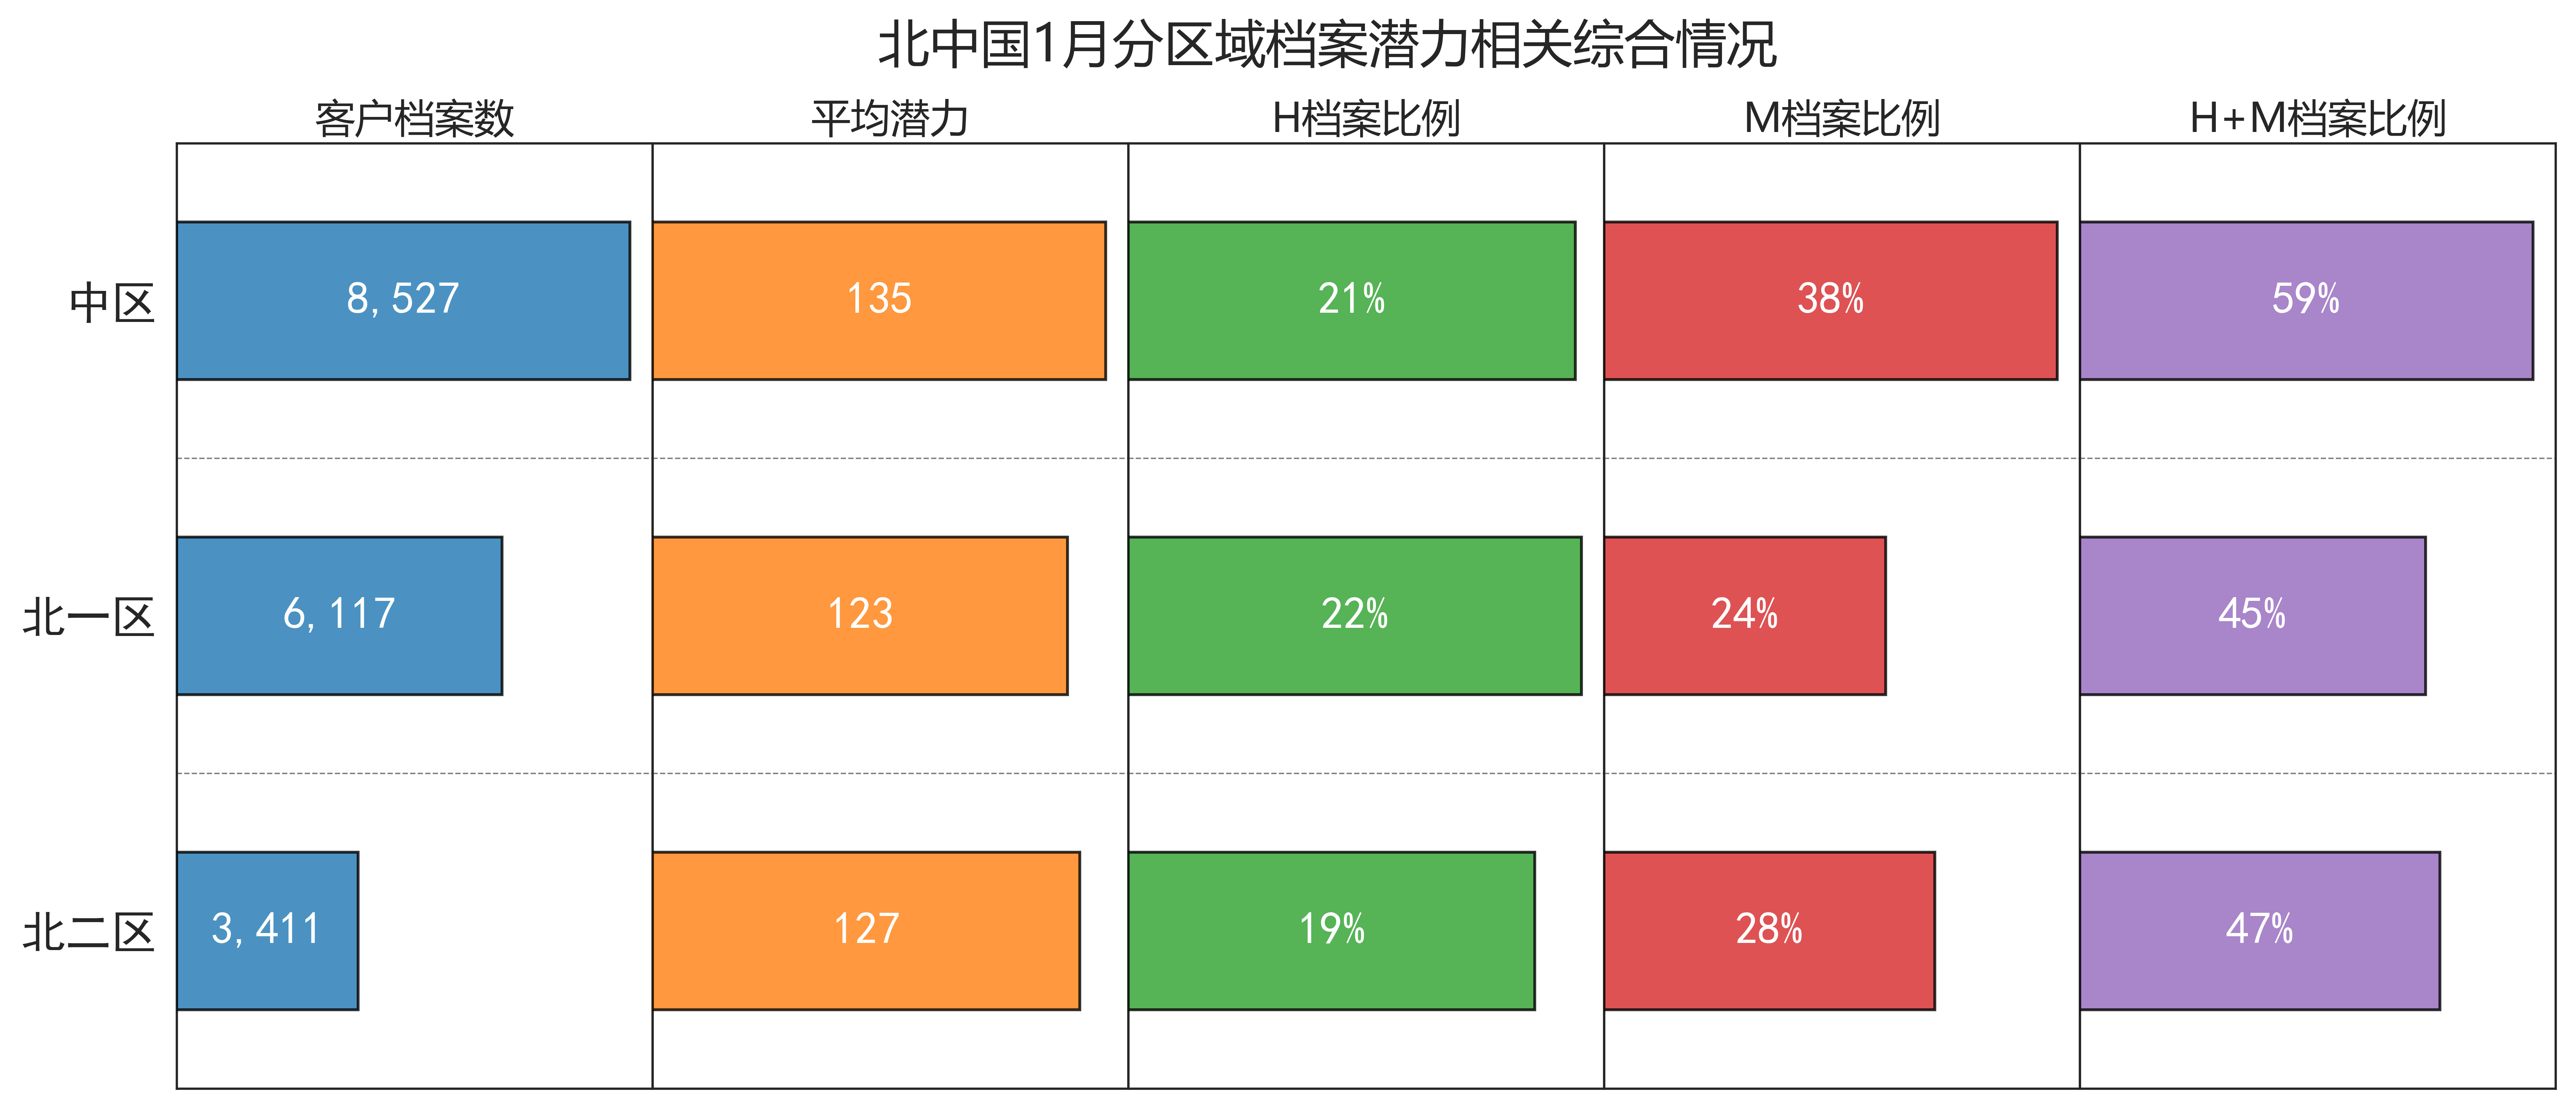 北中国1月分区域档案潜力相关综合情况
客户档案数 平均潜力 H档案比例 M档案比例 H+M档案比例
中区 8,527 135 21% 38% 59%
北一区 6,117 123 22% 24% 45%
北二区 3,411 127 19% 28% 47%